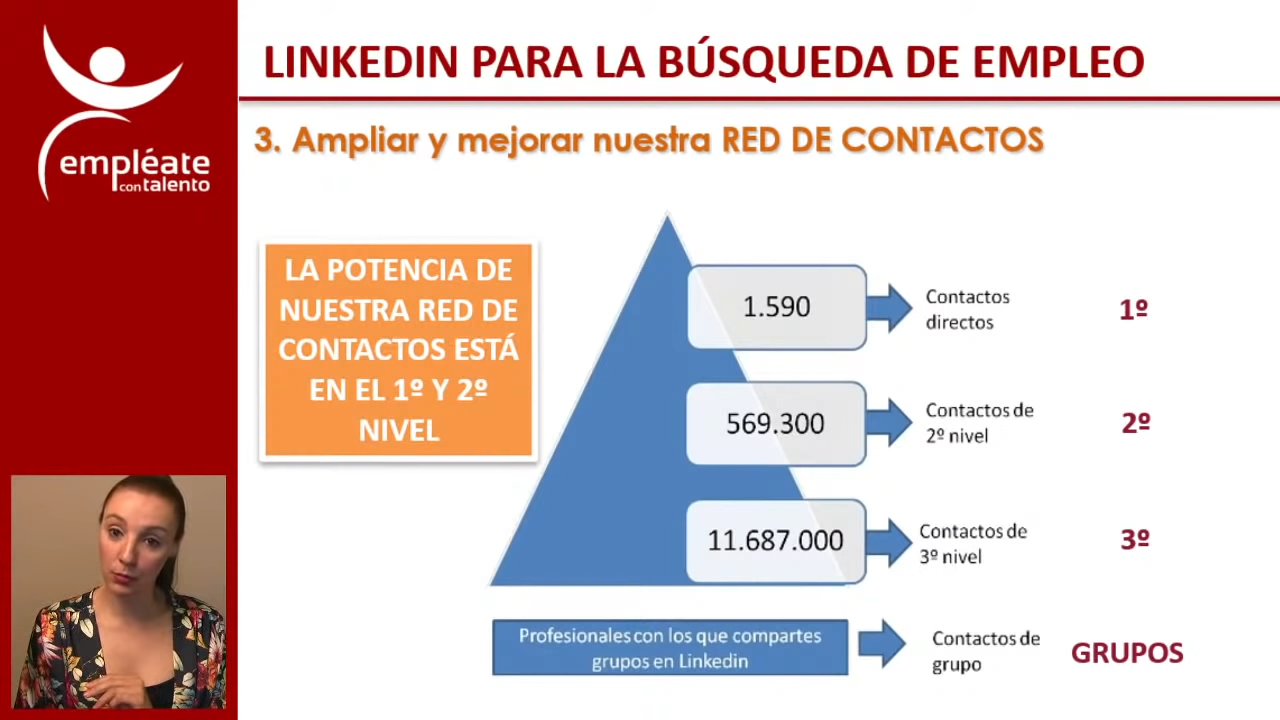 empléate
con talento
LINKEDIN PARA LA BÚSQUEDA DE EMPLEO
3. Ampliar y mejorar nuestra RED DE CONTACTOS
LA POTENCIA DE
NUESTRA RED DE
CONTACTOS ESTÁ
EN EL 1º Y 2º
NIVEL
1.590
Contactos
directos
1º
569.300
Contactos de
2º nivel
2º
11.687.000
Contactos de
3º nivel
3º
Profesionales con los que compartes
grupos en Linkedin
Contactos de
grupo
GRUPOS